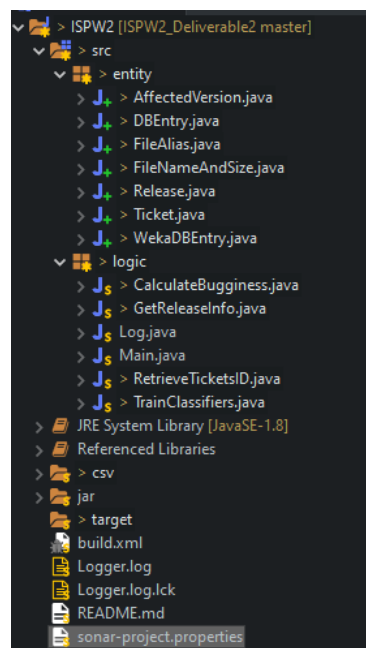 > ISPW2 [ISPW2_Deliverable2 master]
> src
> entity
> AffectedVersion.java
> DBEntry.java
> FileAlias.java
> FileNameAndSize.java
> Release.java
> Ticket.java
> WekaDBEntry.java
> logic
> CalculateBugginess.java
> GetReleaseInfo.java
Log.java
Main.java
> RetrieveTicketsID.java
> TrainClassifiers.java
JRE System Library [JavaSE-1.8]
Referenced Libraries
> csv
jar
> target
build.xml
Logger.log
Logger.log.lck
README.md
sonar-project.properties